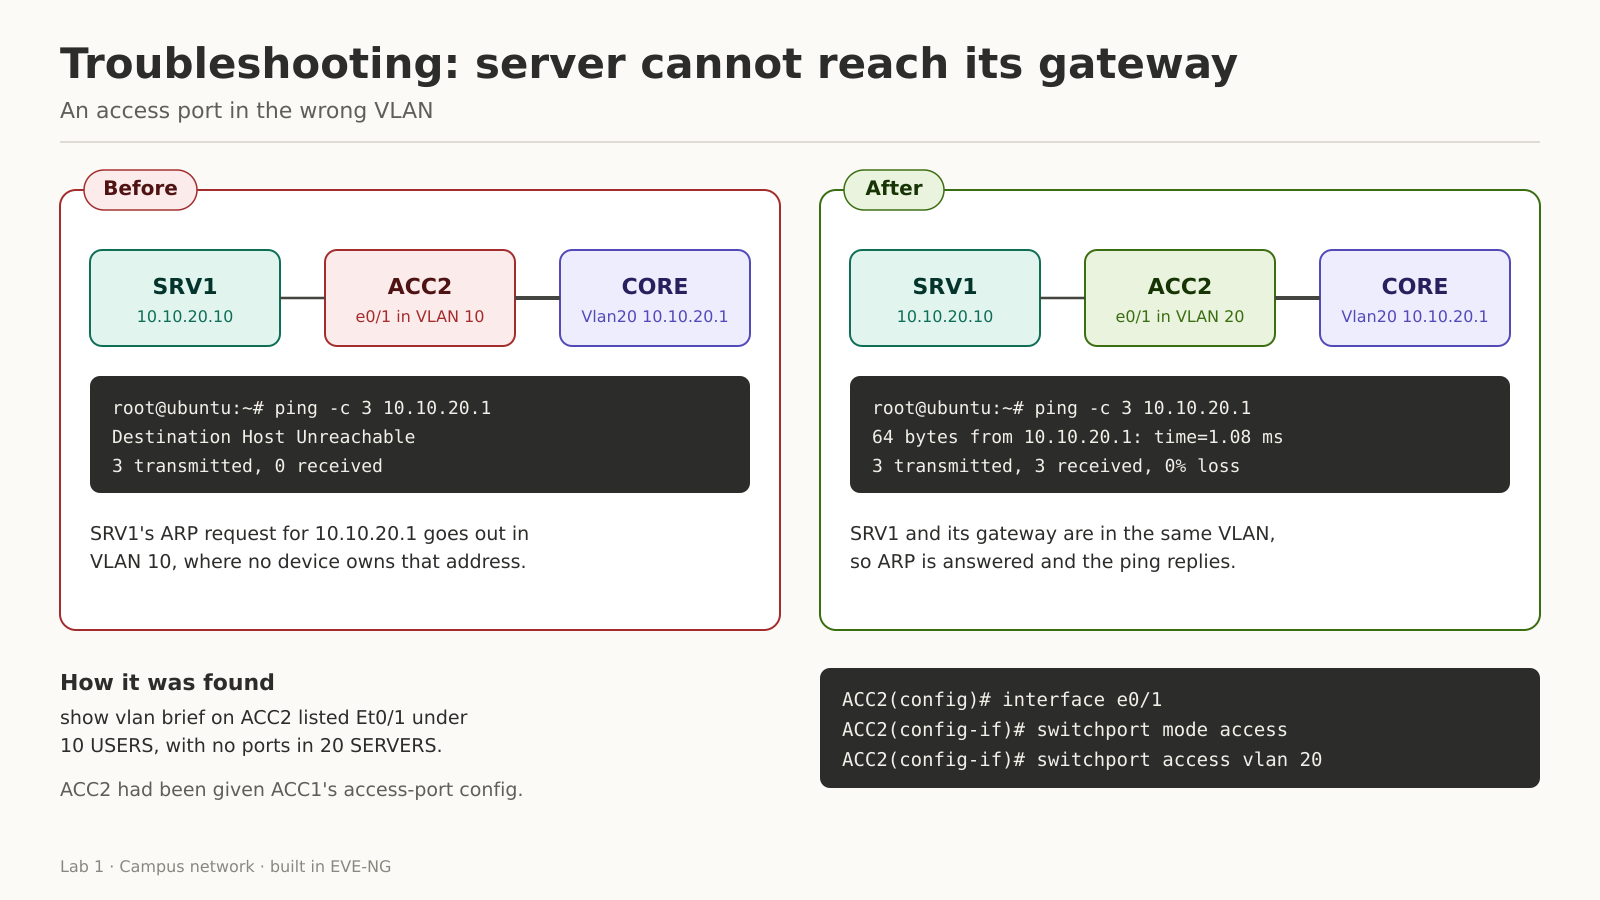 Troubleshooting: server cannot reach its gateway
An access port in the wrong VLAN
Before
SRV1
10.10.20.10
ACC2
e0/1 in VLAN 10
CORE
Vlan20 10.10.20.1
root@ubuntu:~# ping -c 3 10.10.20.1
Destination Host Unreachable
3 transmitted, 0 received
SRV1's ARP request for 10.10.20.1 goes out in
VLAN 10, where no device owns that address.
After
SRV1
10.10.20.10
ACC2
e0/1 in VLAN 20
CORE
Vlan20 10.10.20.1
root@ubuntu:~# ping -c 3 10.10.20.1
64 bytes from 10.10.20.1: time=1.08 ms
3 transmitted, 3 received, 0% loss
SRV1 and its gateway are in the same VLAN,
so ARP is answered and the ping replies.
How it was found
show vlan brief on ACC2 listed Et0/1 under
10 USERS, with no ports in 20 SERVERS.
ACC2 had been given ACC1's access-port config.
ACC2(config)# interface e0/1
ACC2(config-if)# switchport mode access
ACC2(config-if)# switchport access vlan 20
Lab 1 · Campus network · built in EVE-NG